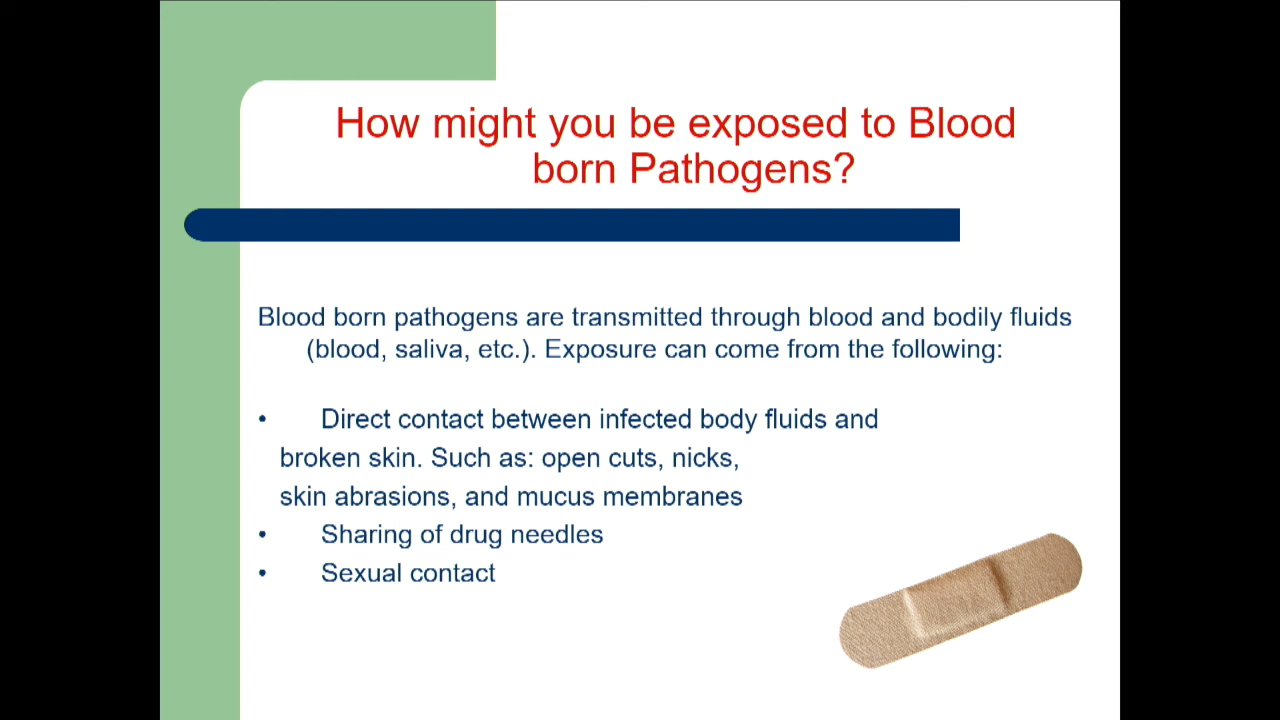 How might you be exposed to Blood
born Pathogens?
Blood born pathogens are transmitted through blood and bodily fluids
(blood, saliva, etc.). Exposure can come from the following:
• Direct contact between infected body fluids and
broken skin. Such as: open cuts, nicks,
skin abrasions, and mucus membranes
• Sharing of drug needles
• Sexual contact